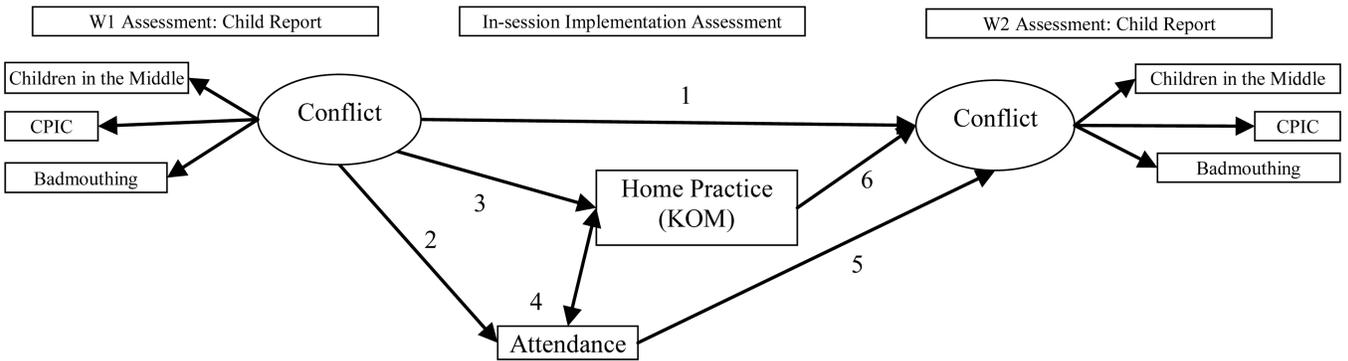 W1 Assessment: Child Report
In-session Implementation Assessment
W2 Assessment: Child Report
Children in the Middle
CPIC
Badmouthing
Conflict
1
Conflict
Children in the Middle
CPIC
Badmouthing
3
2
Home Practice
(KOM)
6
4
5
Attendance